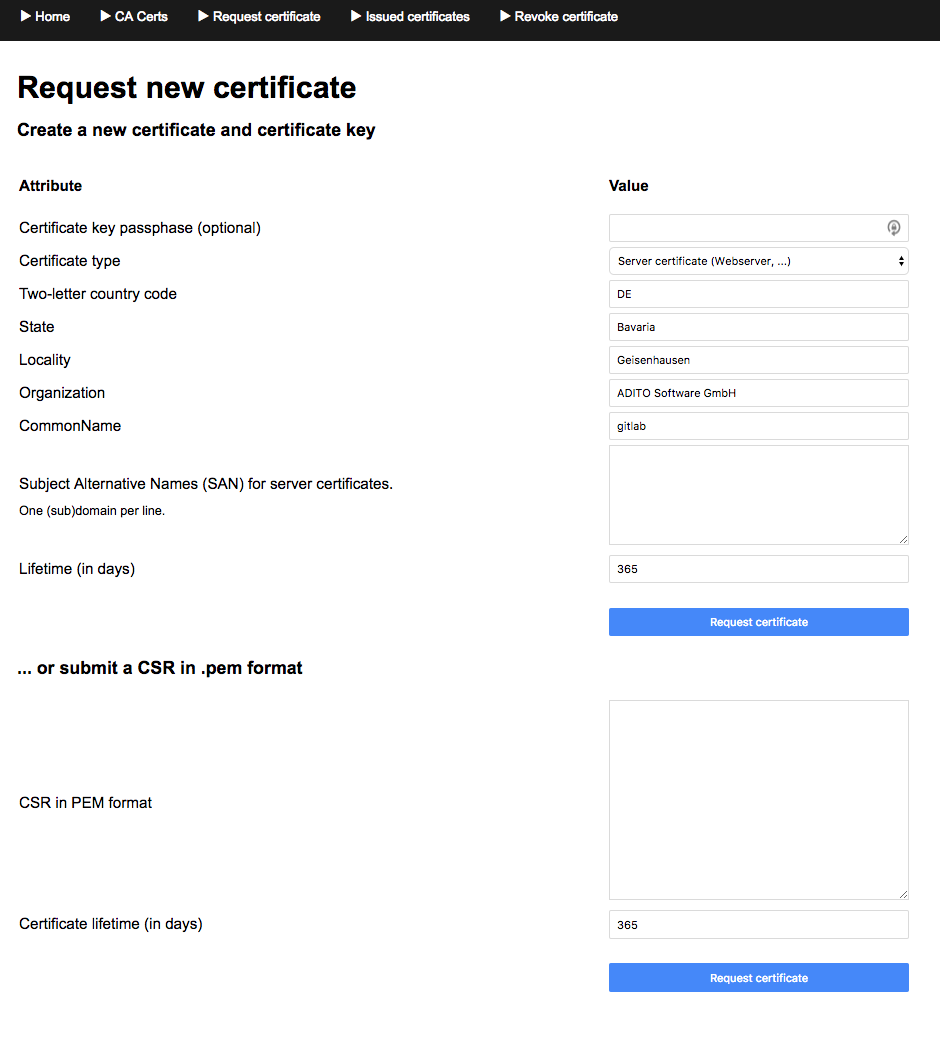 ▶ Home ▶ CA Certs ▶ Request certificate ▶ Issued certificates ▶ Revoke certificate
Request new certificate
Create a new certificate and certificate key
Attribute Value
Certificate key passphase (optional)
Certificate type Server certificate (Webserver, ...)
Two-letter country code DE
State Bavaria
Locality Geisenhausen
Organization ADITO Software GmbH
CommonName gitlab
Subject Alternative Names (SAN) for server certificates.
One (sub)domain per line.
Lifetime (in days) 365
Request certificate
... or submit a CSR in .pem format
CSR in PEM format
Certificate lifetime (in days) 365
Request certificate